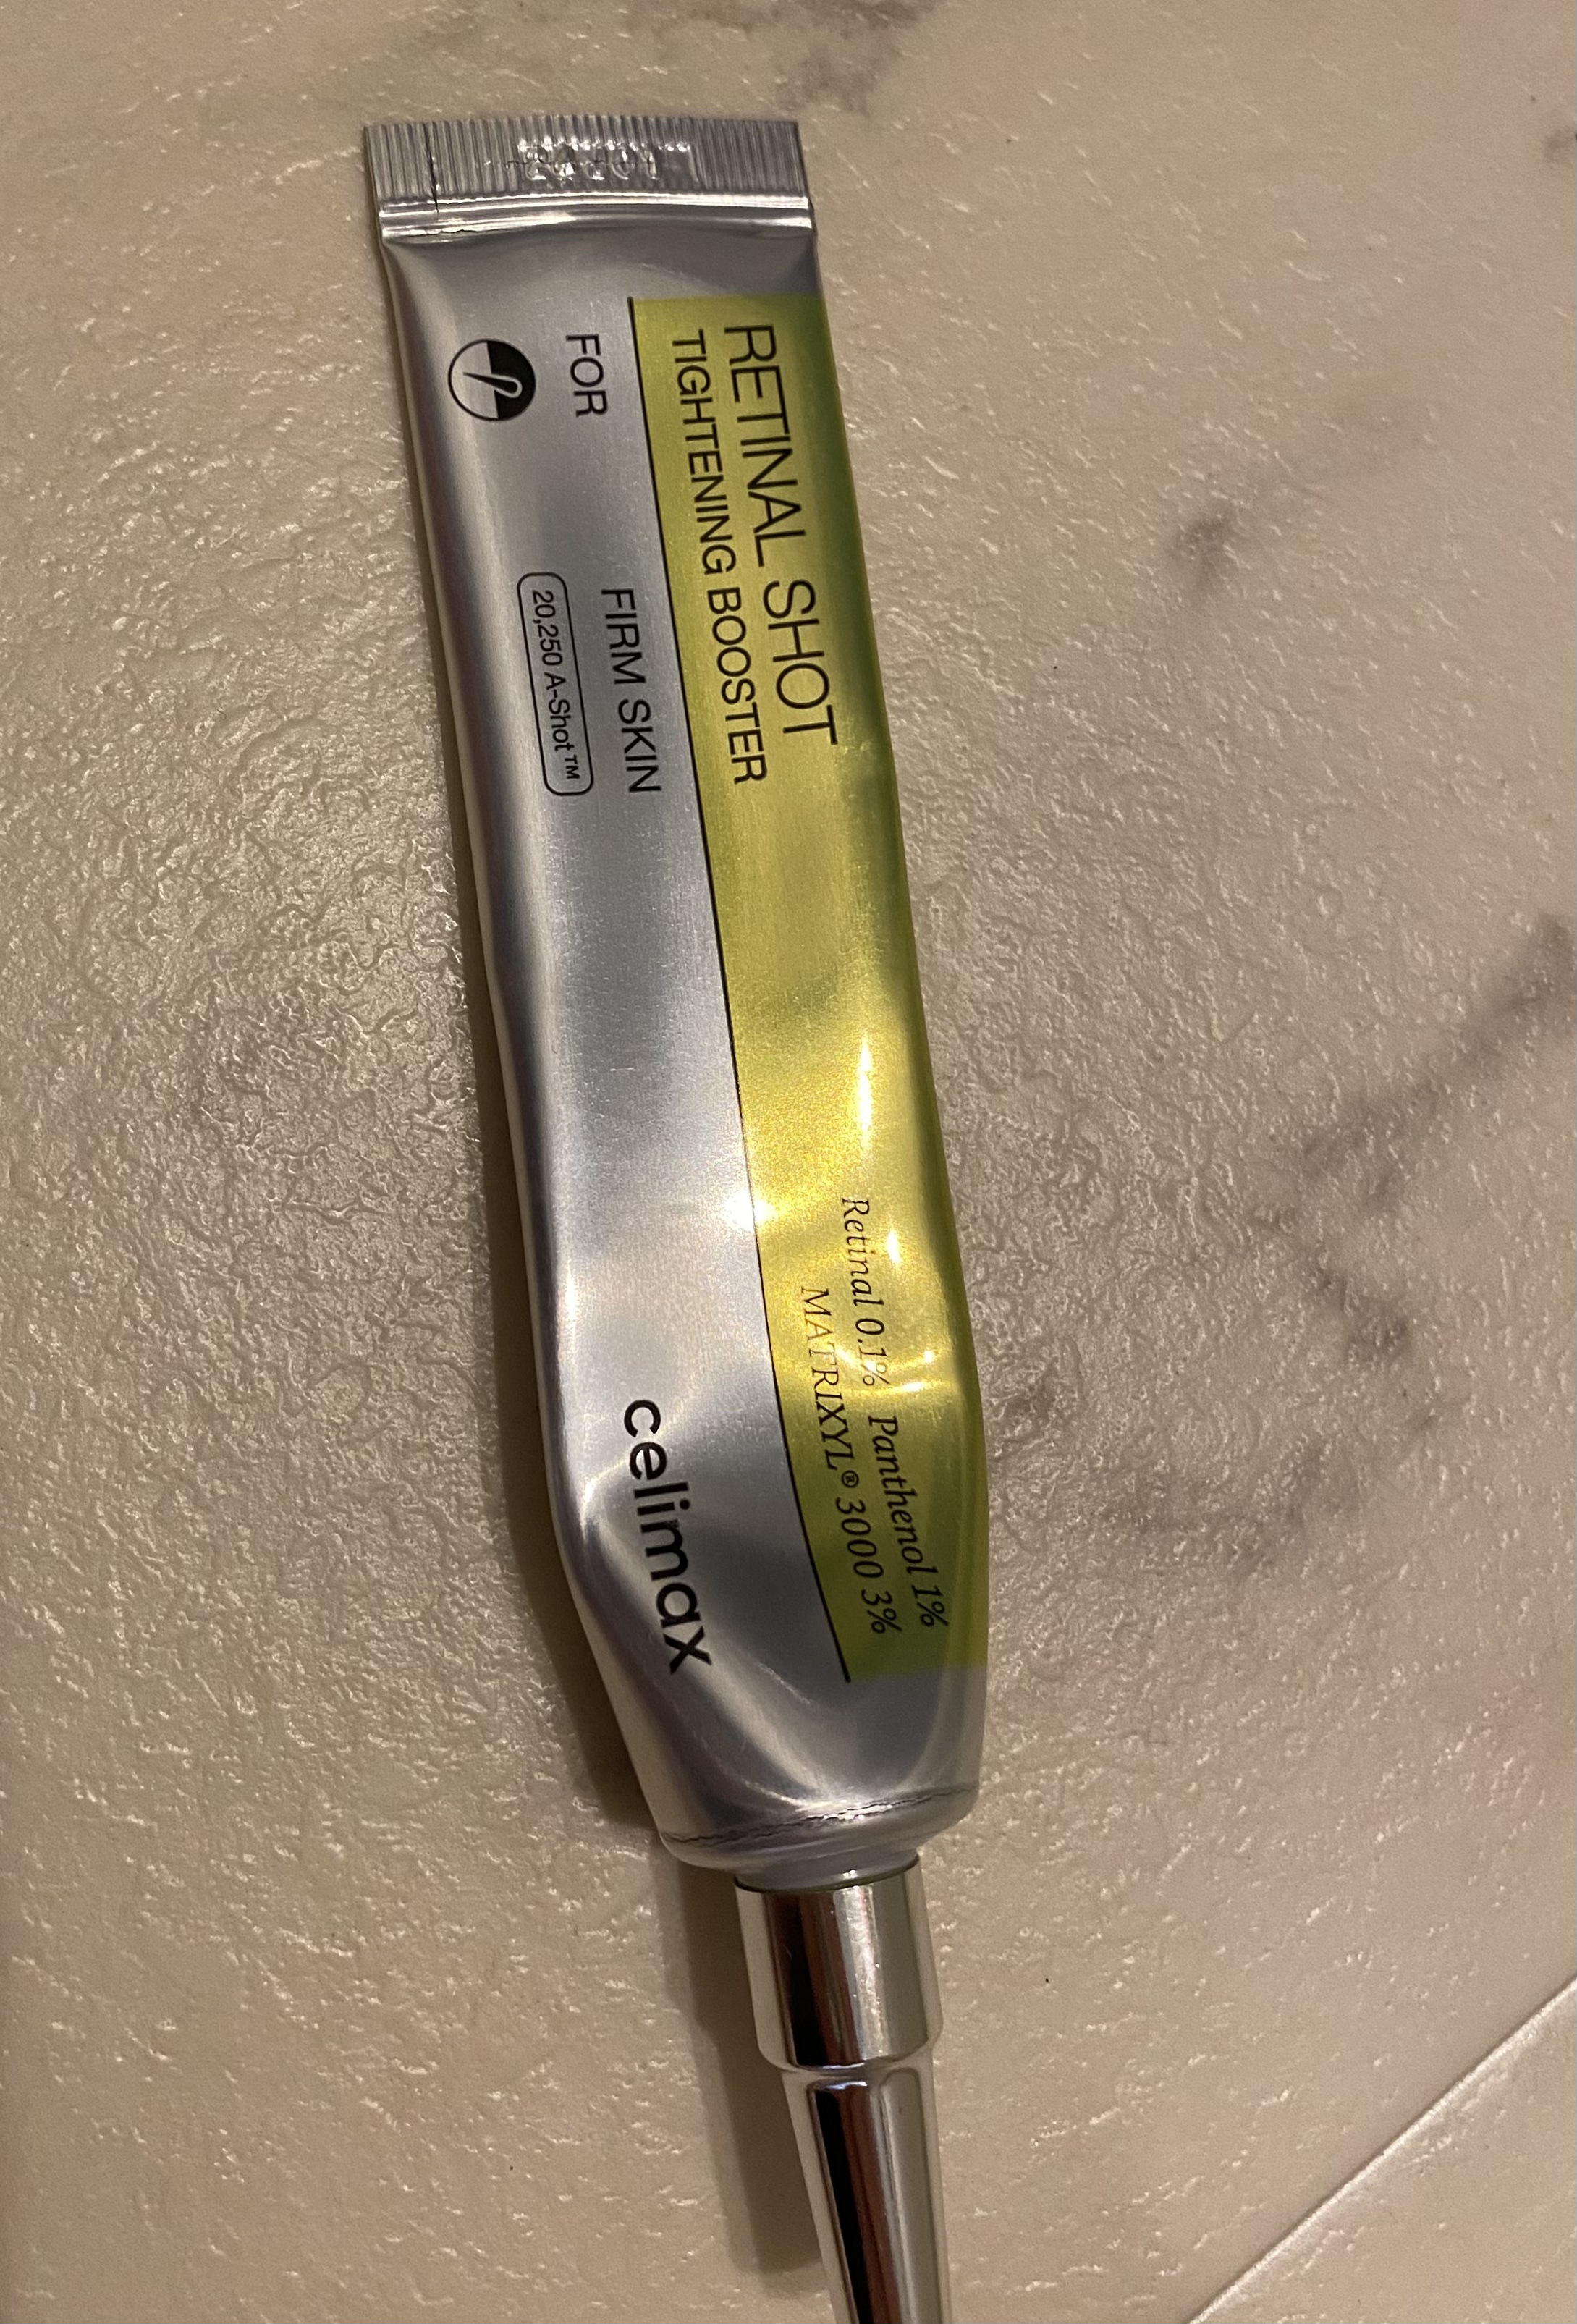 RETINAL SHOT
TIGHTENING BOOSTER
FOR FIRM SKIN
20,250 A-Shot™
Retinal 0.1% Panthenol 1%
MATRIXYL® 3000 3%
celimax